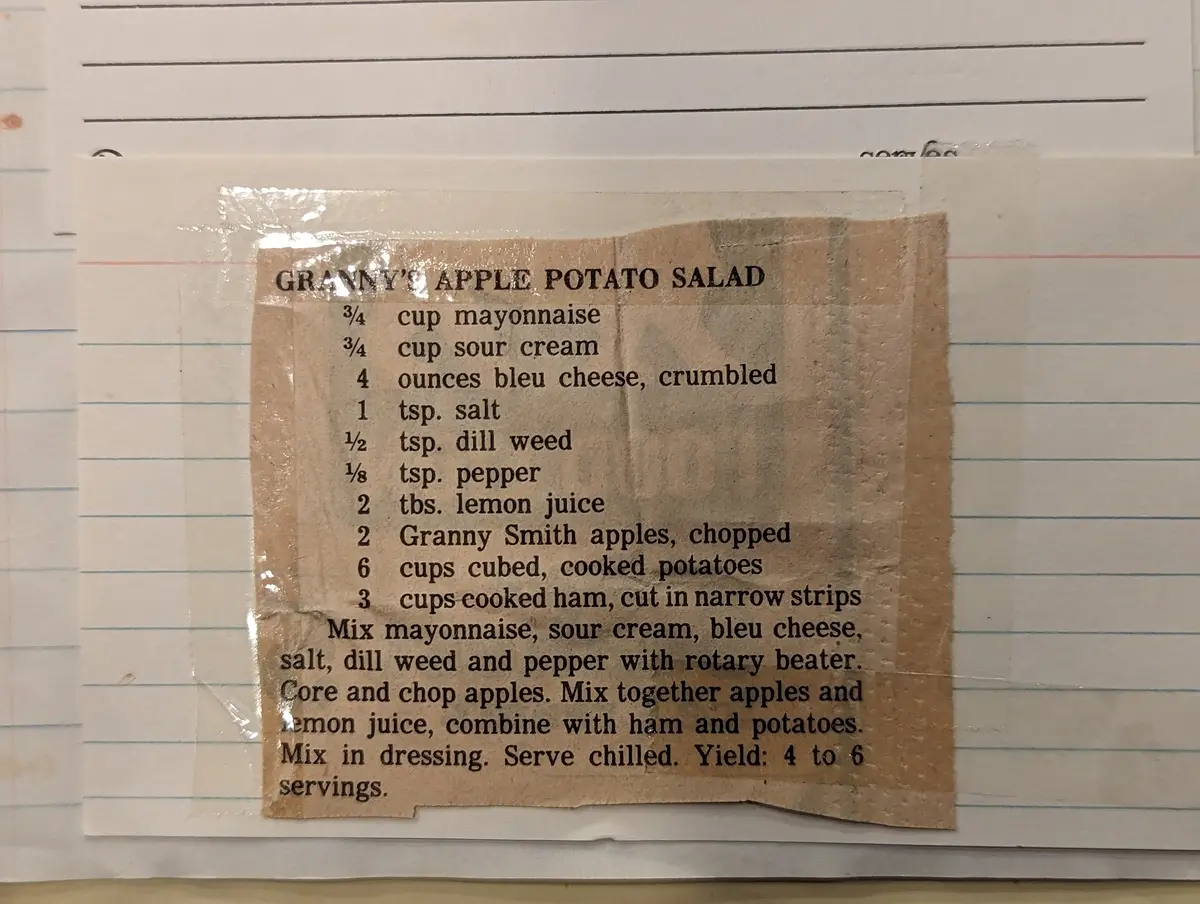 GRANNY'S APPLE POTATO SALAD
¾ cup mayonnaise
¾ cup sour cream
4 ounces bleu cheese, crumbled
1 tsp. salt
½ tsp. dill weed
⅛ tsp. pepper
2 tbs. lemon juice
2 Granny Smith apples, chopped
6 cups cubed, cooked potatoes
3 cups cooked ham, cut in narrow strips
Mix mayonnaise, sour cream, bleu cheese,
salt, dill weed and pepper with rotary beater.
Core and chop apples. Mix together apples and
lemon juice, combine with ham and potatoes.
Mix in dressing. Serve chilled. Yield: 4 to 6
servings.